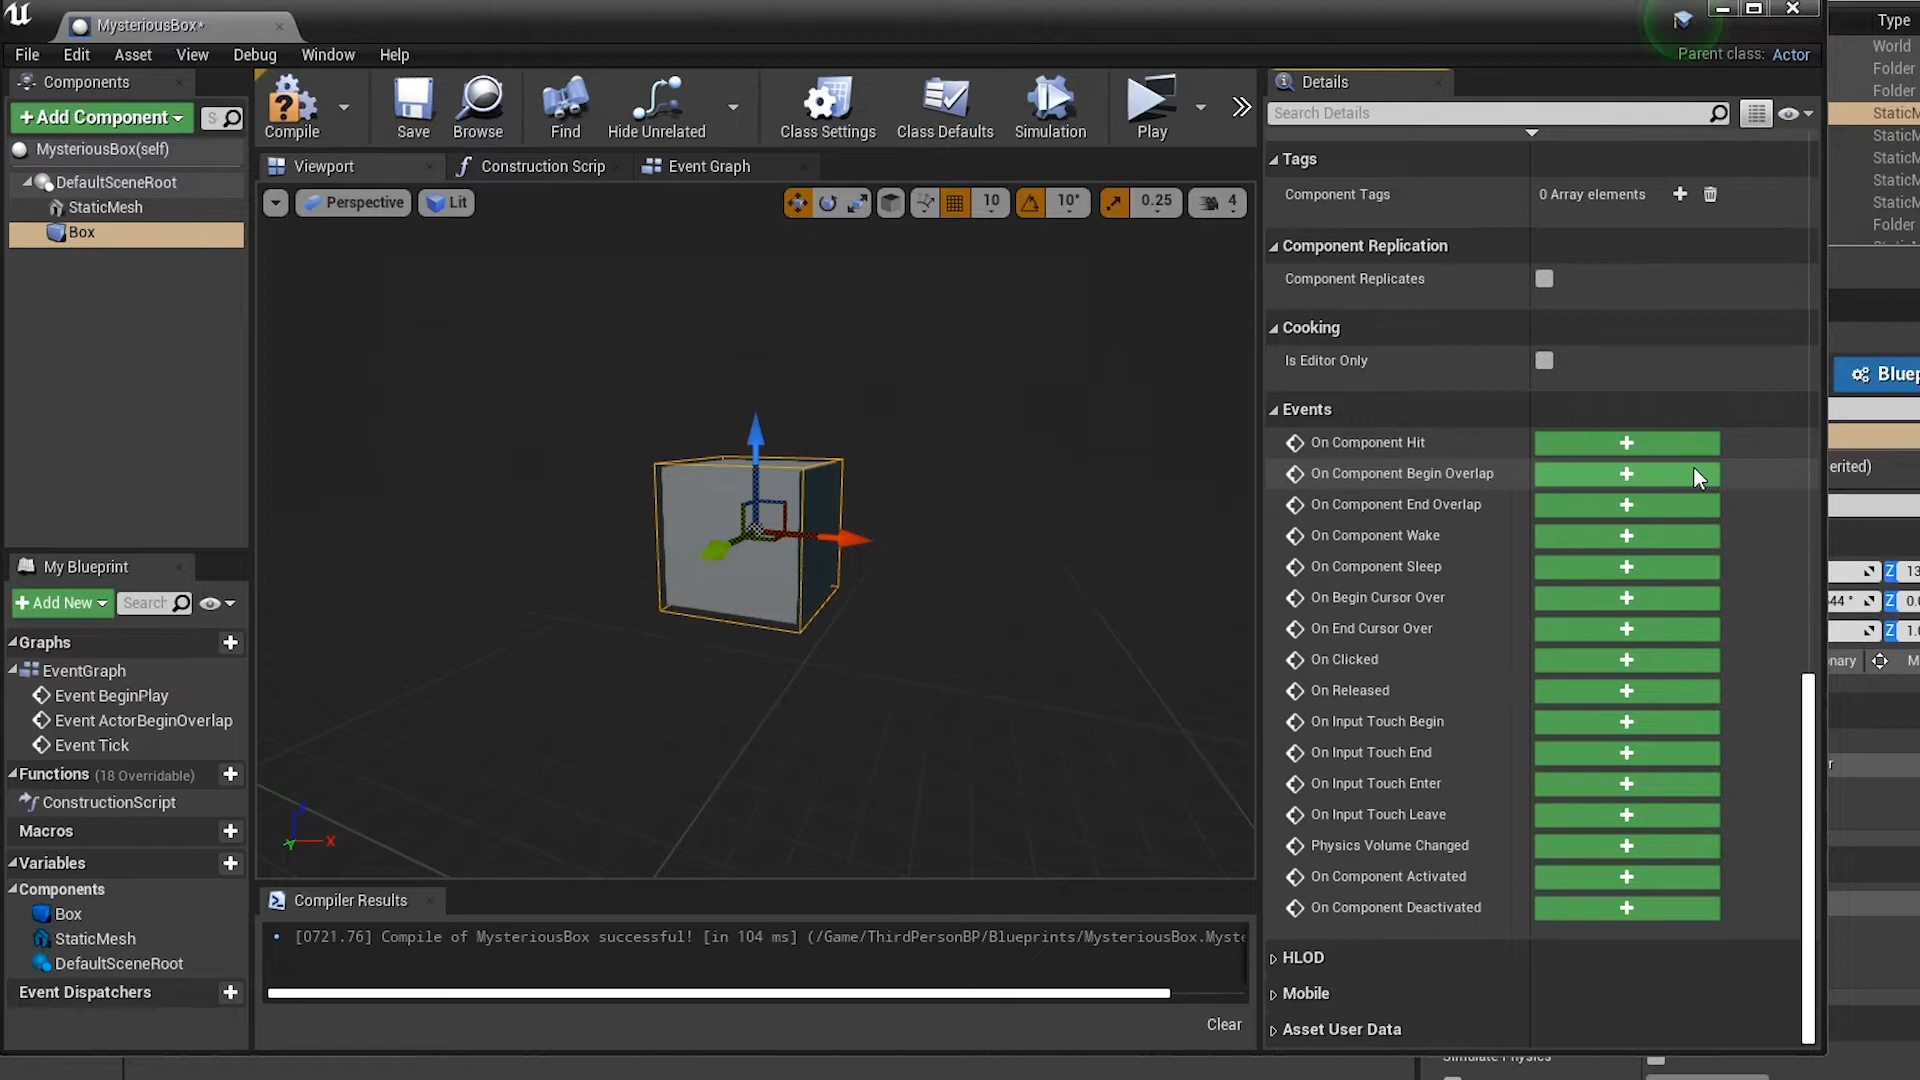 MysteriousBox*
File Edit Asset View Debug Window Help
Parent class: Actor
Type
World
Folder
Folder
Components
+ Add Component
S
MysteriousBox(self)
DefaultSceneRoot
StaticMesh
Box
Compile
Save
Browse
Find
Hide Unrelated
Class Settings
Class Defaults
Simulation
Play
Viewport
Construction Scrip
Event Graph
Perspective
Lit
10
10°
0.25
4
My Blueprint
+ Add New
Search
Graphs
EventGraph
Event BeginPlay
Event ActorBeginOverlap
Event Tick
Functions (18 Overridable)
ConstructionScript
Macros
Variables
Components
Box
StaticMesh
DefaultSceneRoot
Event Dispatchers
Compiler Results
[0721.76] Compile of MysteriousBox successful! [in 104 ms] (/Game/ThirdPersonBP/Blueprints/MysteriousBox.Myste
Clear
Details
Search Details
Tags
Component Tags
0 Array elements
Component Replication
Component Replicates
Cooking
Is Editor Only
Events
On Component Hit
On Component Begin Overlap
On Component End Overlap
On Component Wake
On Component Sleep
On Begin Cursor Over
On End Cursor Over
On Clicked
On Released
On Input Touch Begin
On Input Touch End
On Input Touch Enter
On Input Touch Leave
Physics Volume Changed
On Component Activated
On Component Deactivated
HLOD
Mobile
Asset User Data
StaticM
StaticM
StaticM
StaticM
StaticM
Folder
Bluep
erited)
Z 13
44° Z 0.0
Z 1.0
onary M
r